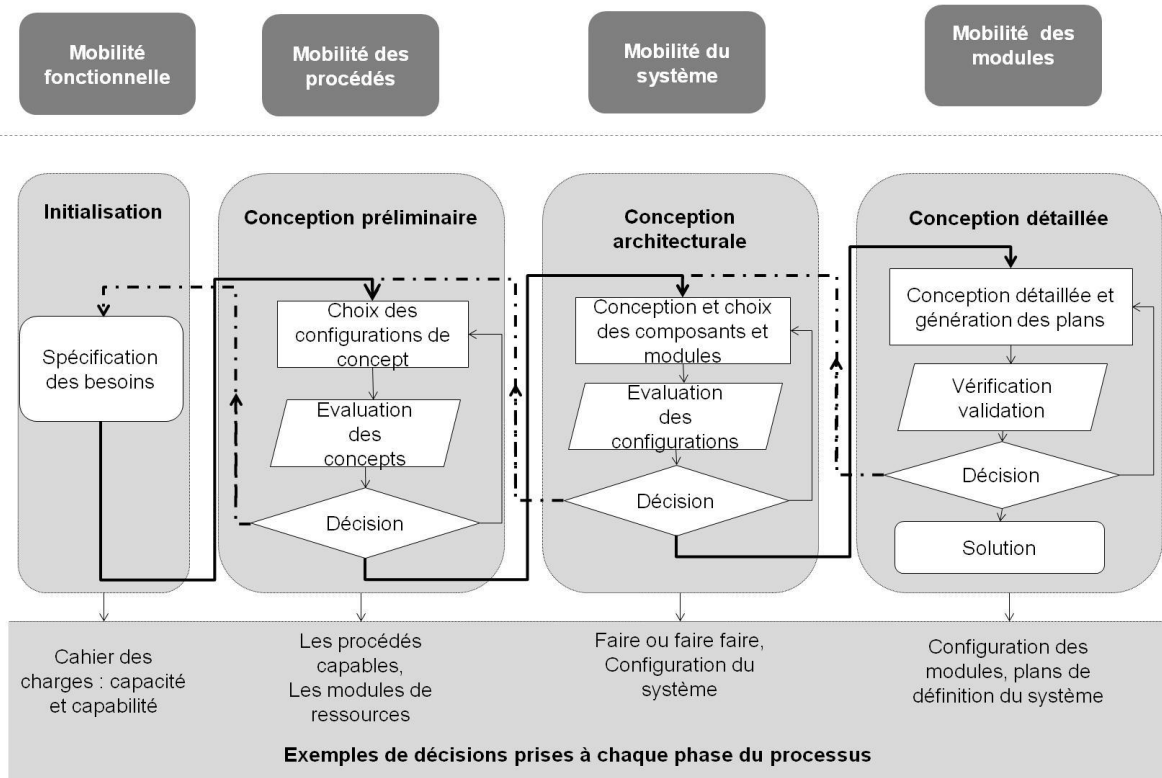 Mobilité
fonctionnelle
Mobilité des
procédés
Mobilité du
système
Mobilité des
modules
Initialisation
Conception préliminaire
Conception
architecturale
Conception détaillée
Spécification
des besoins
Choix des
configurations de
concept
Evaluation
des
concepts
Décision
Conception et choix
des composants et
modules
Evaluation
des
configurations
Décision
Conception détaillée et
génération des plans
Vérification
validation
Décision
Solution
Cahier des
charges : capacité
et capabilité
Les procédés
capables,
Les modules de
ressources
Faire ou faire faire,
Configuration du
système
Configuration des
modules, plans de
définition du système
Exemples de décisions prises à chaque phase du processus